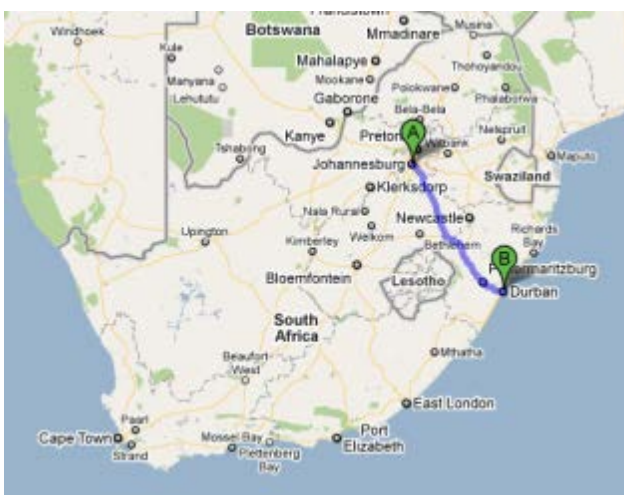 Windhoek
Botswana
Mmadinare
Musina
Kule
Mahalapye
Thohoyandou
Manyana
Mookane
Lehututu
Polokwane
Phalaborwa
Gaborone
Bela-Bela
Kanye
Nelspruit
A
Witbank
Tshabong
Johannesburg
Maputo
Swaziland
Klerksdorp
Nala Rural
Newcastle
Upington
Welkom
Richards
Bay
Kimberley
Bethlehem
B
Bloemfontein
Lesotho
Durban
South
Africa
Mthatha
Beaufort
West
East London
Paarl
Cape Town
Strand
Mossel Bay
Plettenberg
Bay
Port
Elizabeth